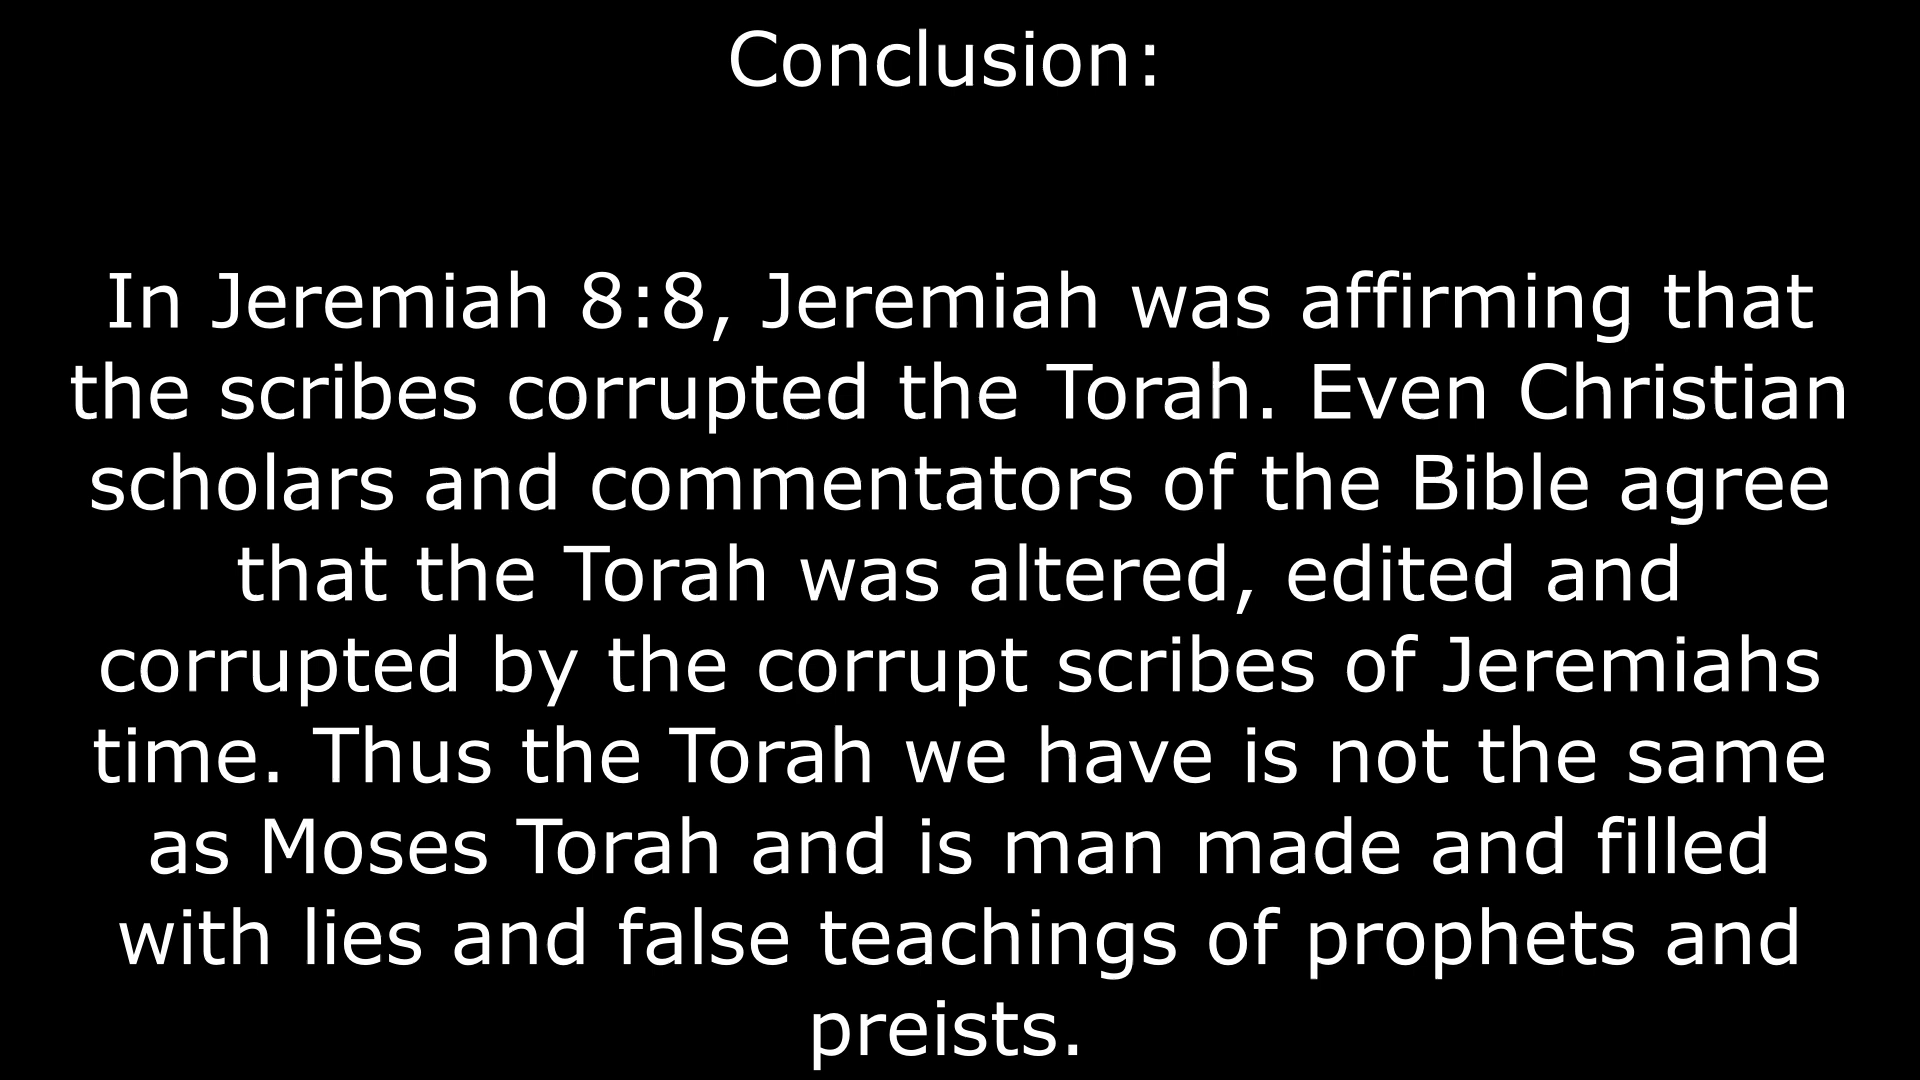 Conclusion:
In Jeremiah 8:8, Jeremiah was affirming that
the scribes corrupted the Torah. Even Christian
scholars and commentators of the Bible agree
that the Torah was altered, edited and
corrupted by the corrupt scribes of Jeremiahs
time. Thus the Torah we have is not the same
as Moses Torah and is man made and filled
with lies and false teachings of prophets and
preists.